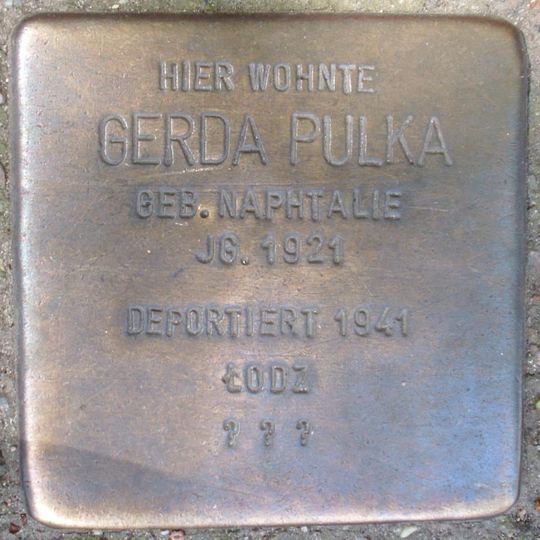 HIER WOHNTE
GERDA PULKA
GEB. NAPHTALIE
JG. 1921
DEPORTIERT 1941
ŁODZ
? ? ?